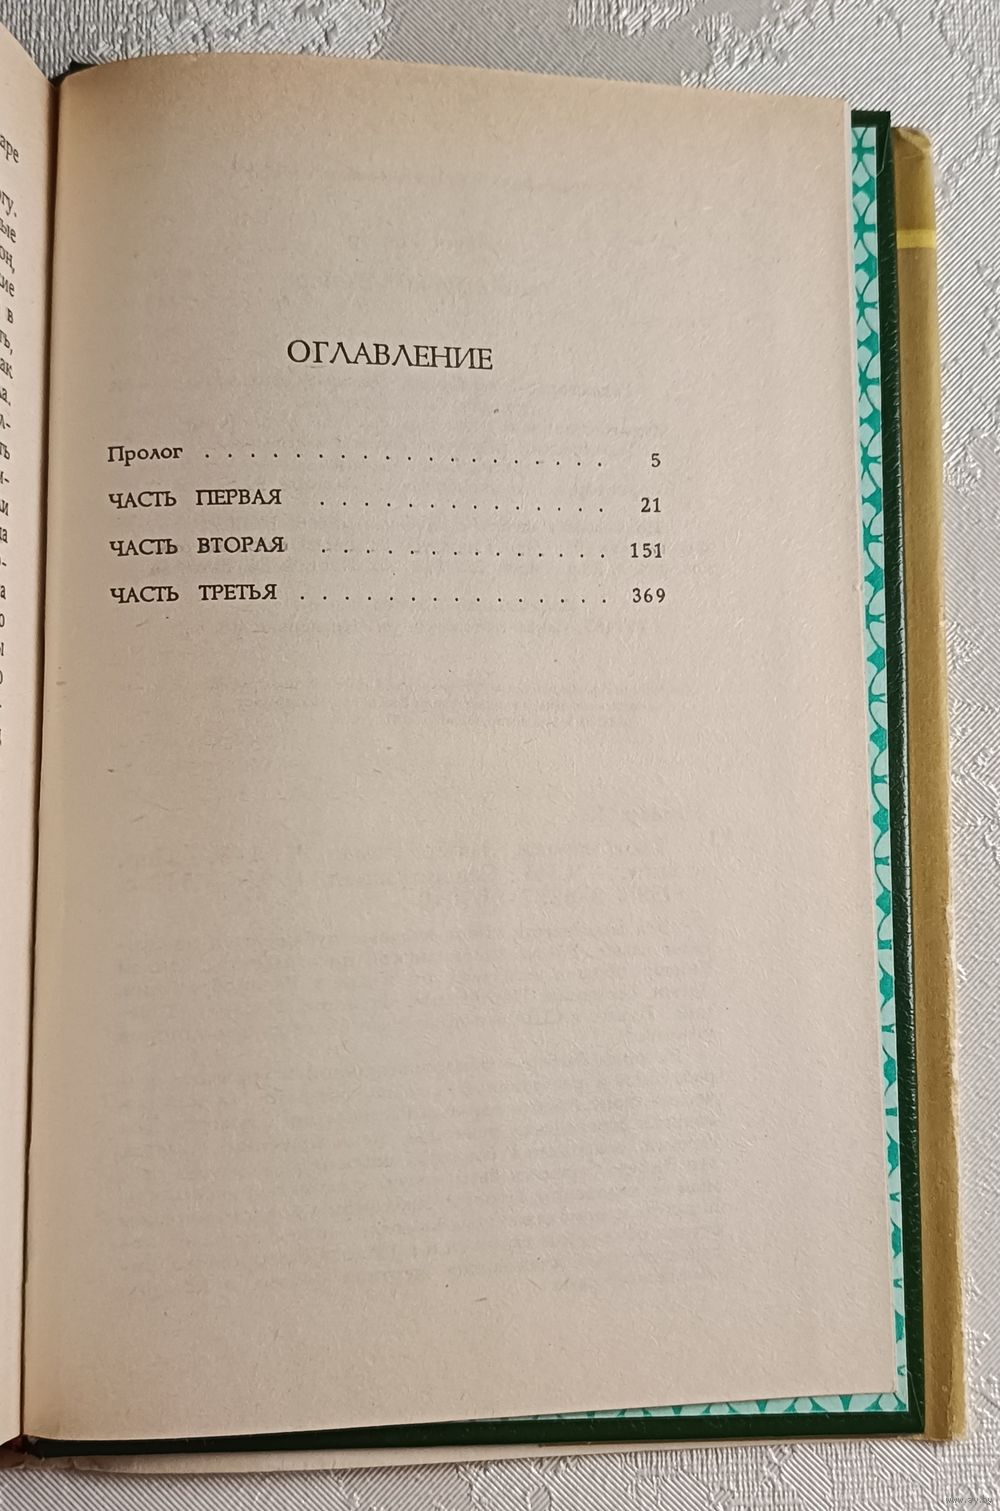 ОГЛАВЛЕНИЕ
Пролог . . . . . . . . . . . . . . . . . . 5
ЧАСТЬ ПЕРВАЯ . . . . . . . . . . . . . . 21
ЧАСТЬ ВТОРАЯ . . . . . . . . . . . . . . 151
ЧАСТЬ ТРЕТЬЯ . . . . . . . . . . . . . . . 369